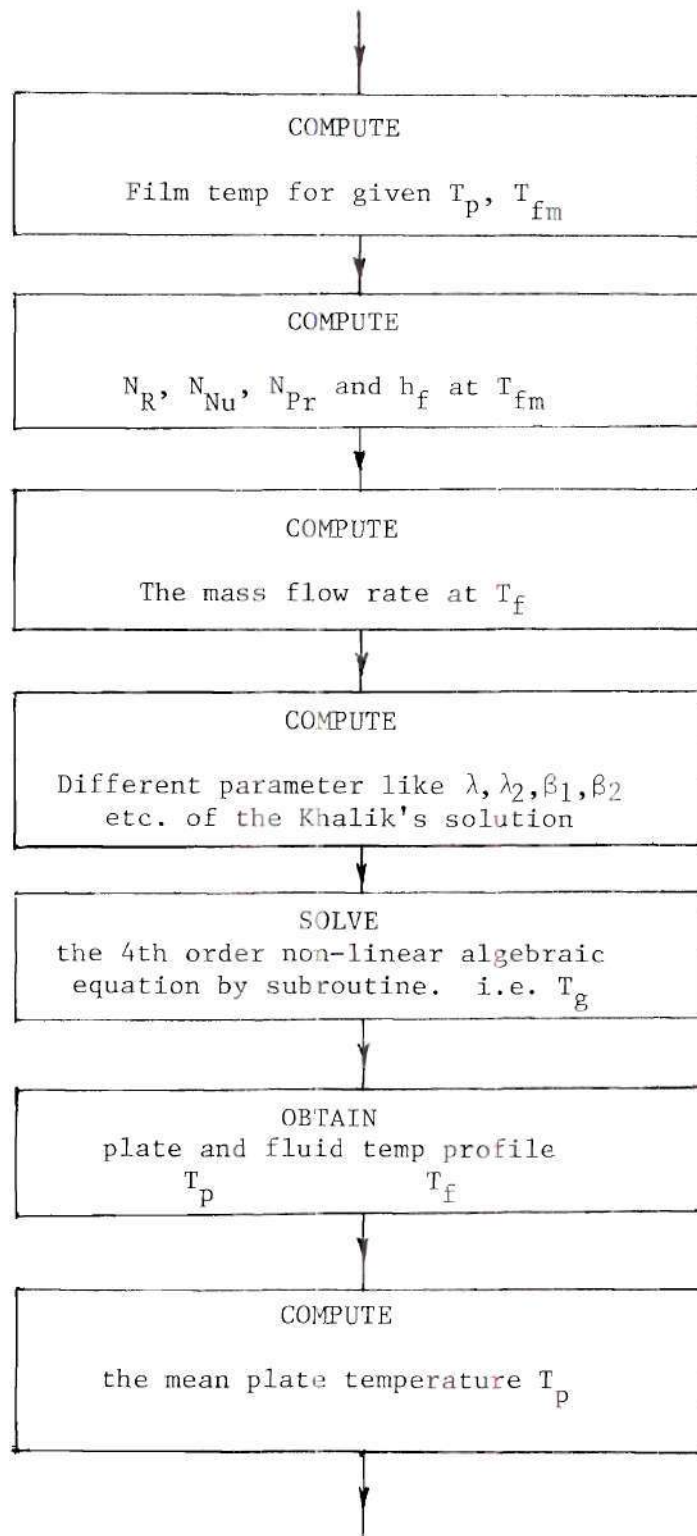 COMPUTE
Film temp for given T_p, T_fm
COMPUTE
N_R, N_Nu, N_Pr and h_f at T_fm
COMPUTE
The mass flow rate at T_f
COMPUTE
Different parameter like λ, λ_2, β_1, β_2
etc. of the Khalik's solution
SOLVE
the 4th order non-linear algebraic
equation by subroutine. i.e. T_g
OBTAIN
plate and fluid temp profile
T_p T_f
COMPUTE
the mean plate temperature T_p